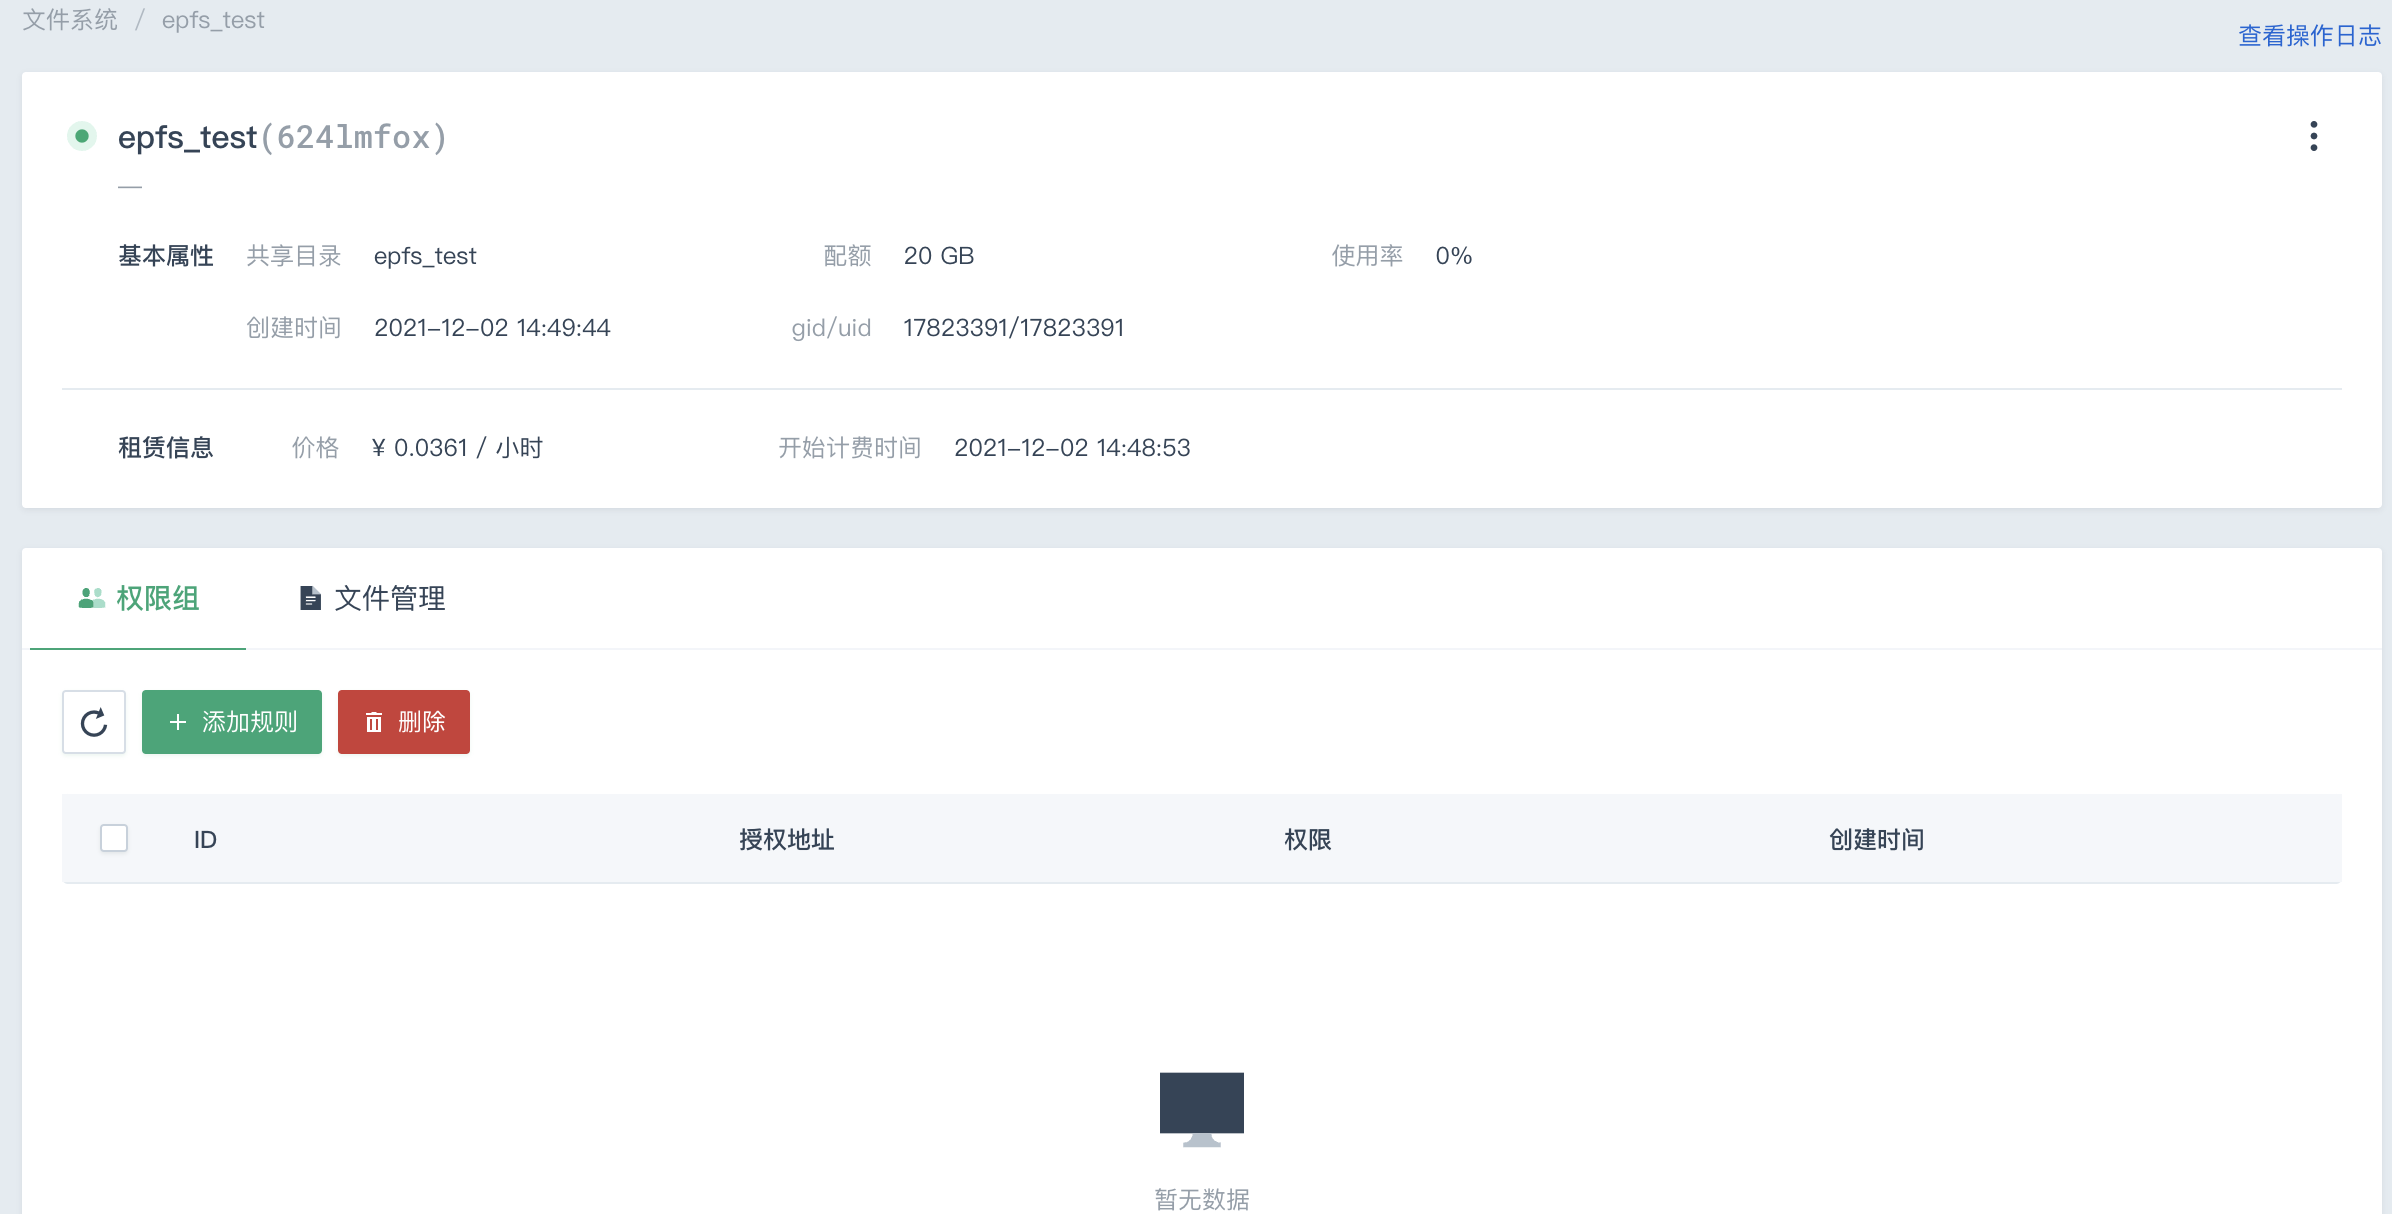 文件系统 / epfs_test
查看操作日志
epfs_test(624lmfox)
—
基本属性 共享目录 epfs_test 配额 20 GB 使用率 0%
创建时间 2021-12-02 14:49:44 gid/uid 17823391/17823391
租赁信息 价格 ¥ 0.0361 / 小时 开始计费时间 2021-12-02 14:48:53
权限组 文件管理
+ 添加规则 删除
ID 授权地址 权限 创建时间
暂无数据